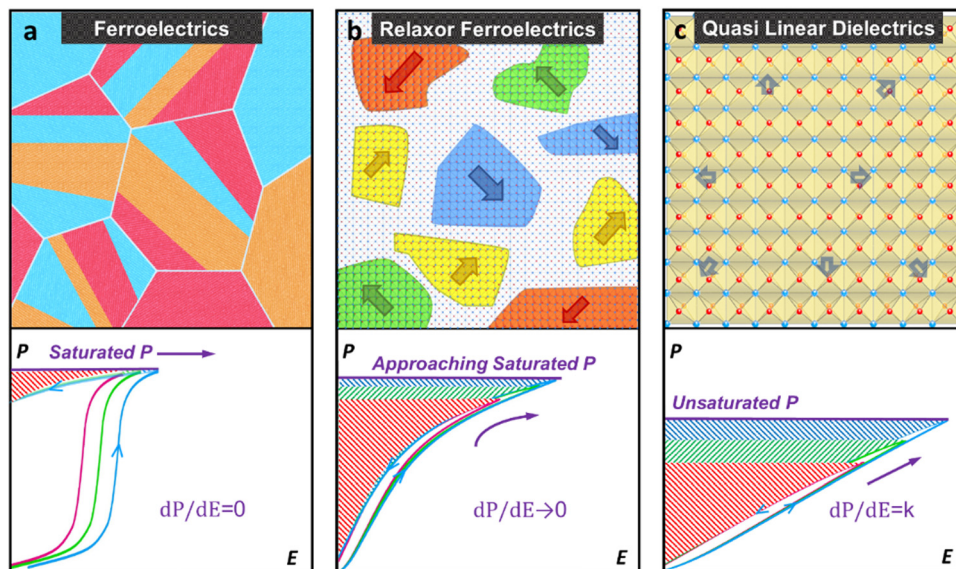 a Ferroelectrics
b Relaxor Ferroelectrics
c Quasi Linear Dielectrics
P
Saturated P
dP/dE=0
E
P
Approaching Saturated P
dP/dE→0
E
P
Unsaturated P
dP/dE=k
E